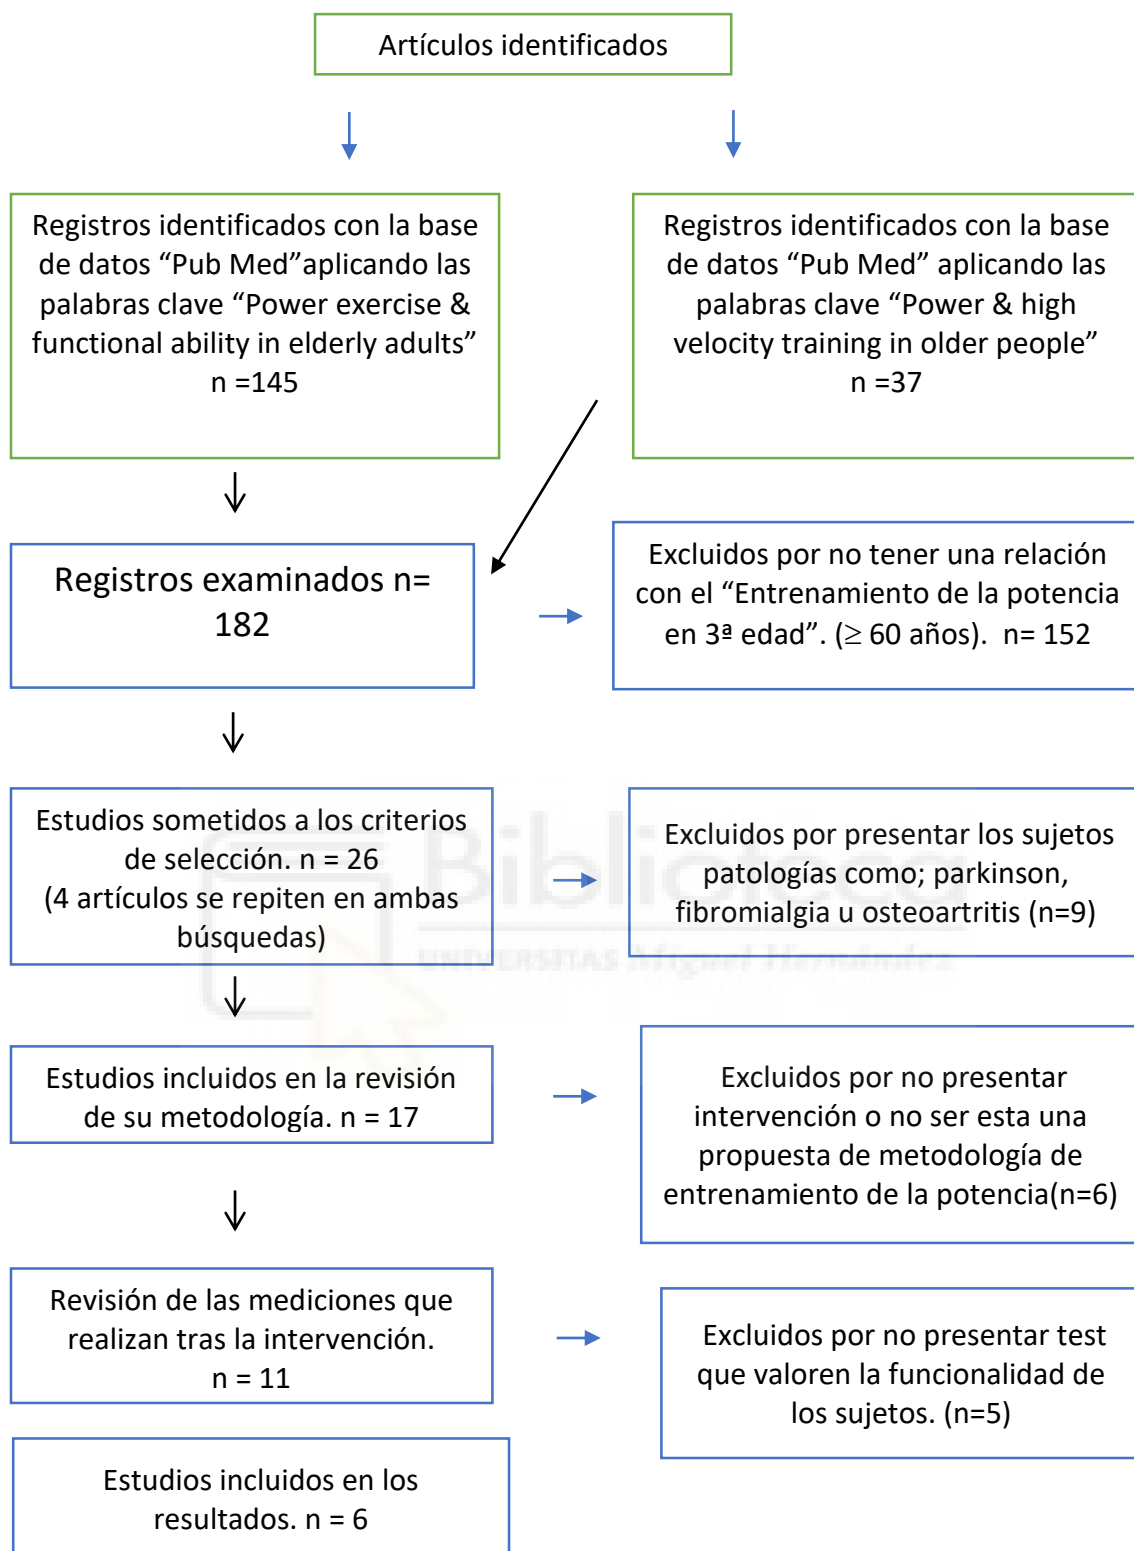 Artículos identificados
Registros identificados con la base
de datos “Pub Med”aplicando las
palabras clave “Power exercise &
functional ability in elderly adults”
n =145
Registros identificados con la base
de datos “Pub Med” aplicando las
palabras clave “Power & high
velocity training in older people”
n =37
Registros examinados n=
182
Excluidos por no tener una relación
con el “Entrenamiento de la potencia
en 3ª edad”. (≥ 60 años). n= 152
Estudios sometidos a los criterios
de selección. n = 26
(4 artículos se repiten en ambas
búsquedas)
Excluidos por presentar los sujetos
patologías como; parkinson,
fibromialgia u osteoartritis (n=9)
Biblioteca
UNIVERSITAS Miguel Hernández
Estudios incluidos en la revisión
de su metodología. n = 17
Excluidos por no presentar
intervención o no ser esta una
propuesta de metodología de
entrenamiento de la potencia(n=6)
Revisión de las mediciones que
realizan tras la intervención.
n = 11
Excluidos por no presentar test
que valoren la funcionalidad de
los sujetos. (n=5)
Estudios incluidos en los
resultados. n = 6